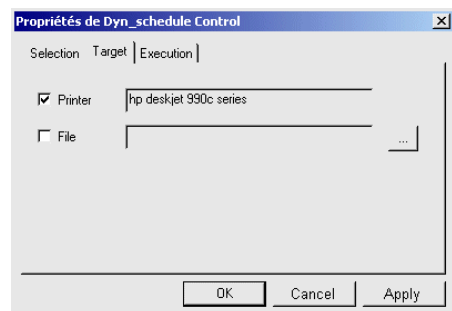 Propriétés de Dyn_schedule Control
Selection Target Execution
Printer hp deskjet 990c series
File ...
OK Cancel Apply